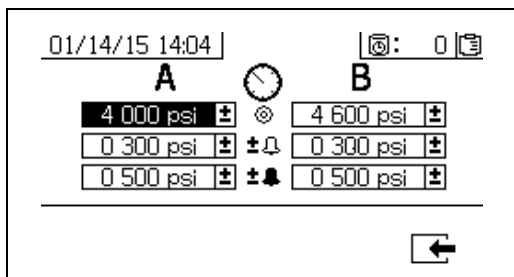 01/14/15 14:04 : 0
A B
4 000 psi ± 4 600 psi ±
0 300 psi ± ± 0 300 psi ±
0 500 psi ± ± 0 500 psi ±